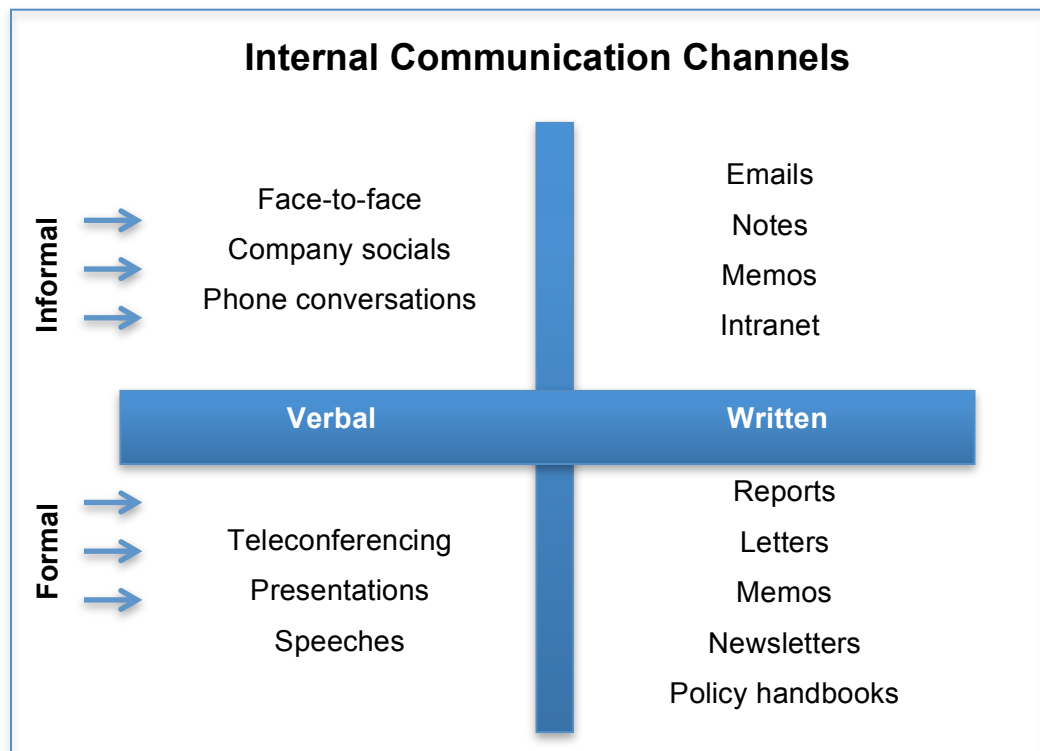 Internal Communication Channels
Informal
Face-to-face
Company socials
Phone conversations
Emails
Notes
Memos
Intranet
Verbal
Written
Formal
Teleconferencing
Presentations
Speeches
Reports
Letters
Memos
Newsletters
Policy handbooks